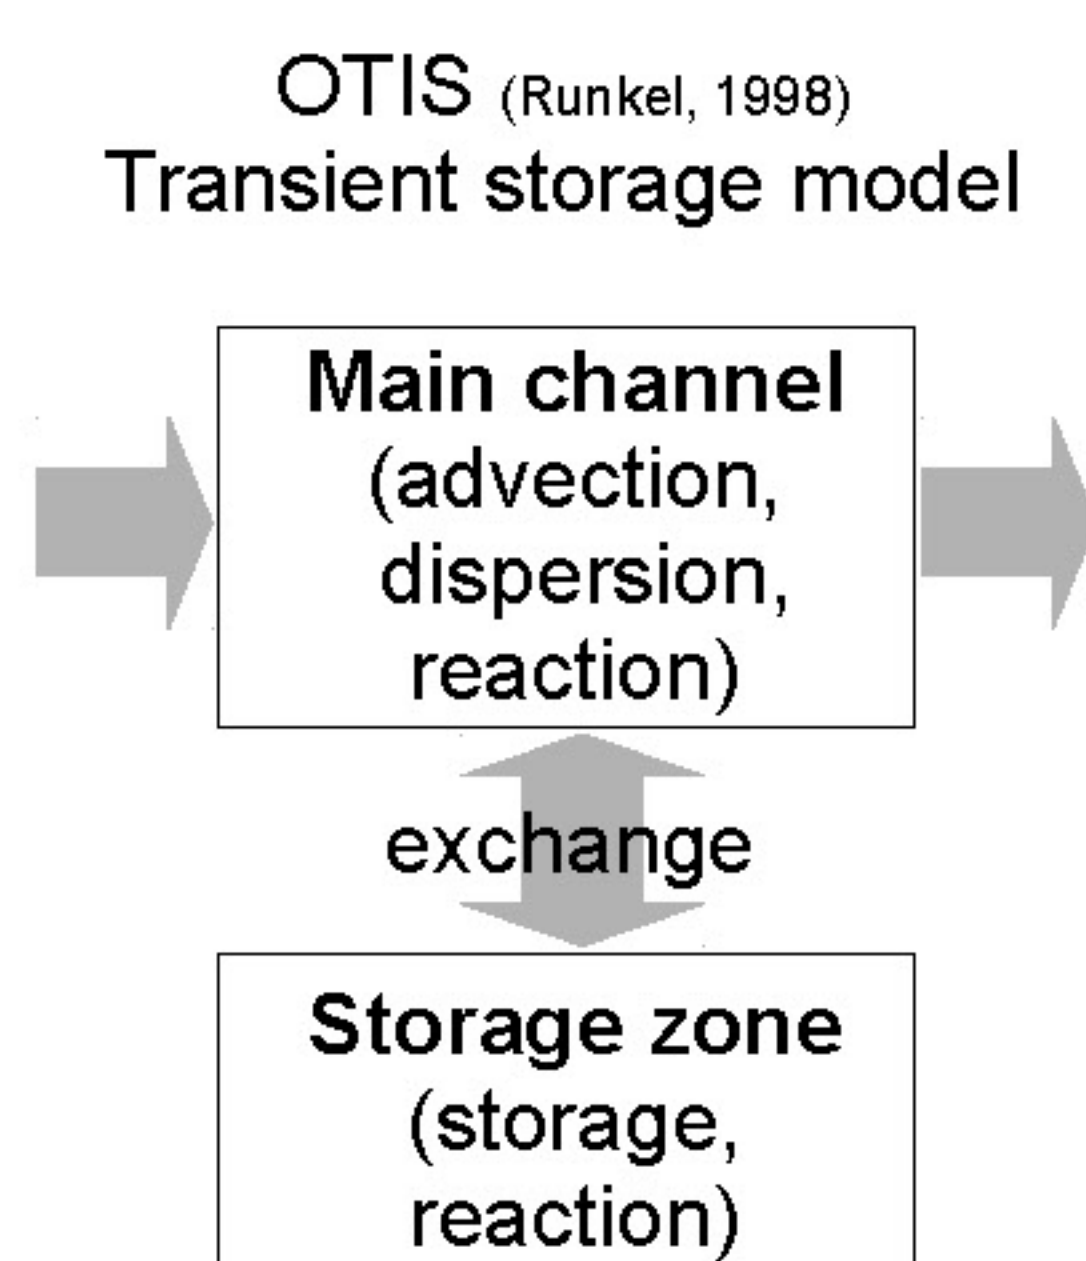 OTIS (Runkel, 1998)
Transient storage model
Main channel
(advection,
dispersion,
reaction)
exchange
Storage zone
(storage,
reaction)